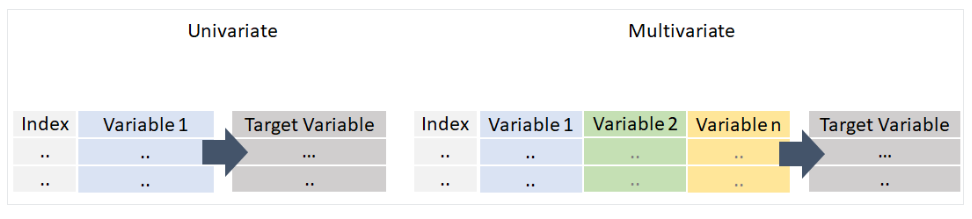 Univariate Multivariate
Index Variable 1 Target Variable Index Variable 1 Variable 2 Variable n Target Variable
.. .. ... .. .. .. .. ...
.. .. .. .. .. .. .. ..